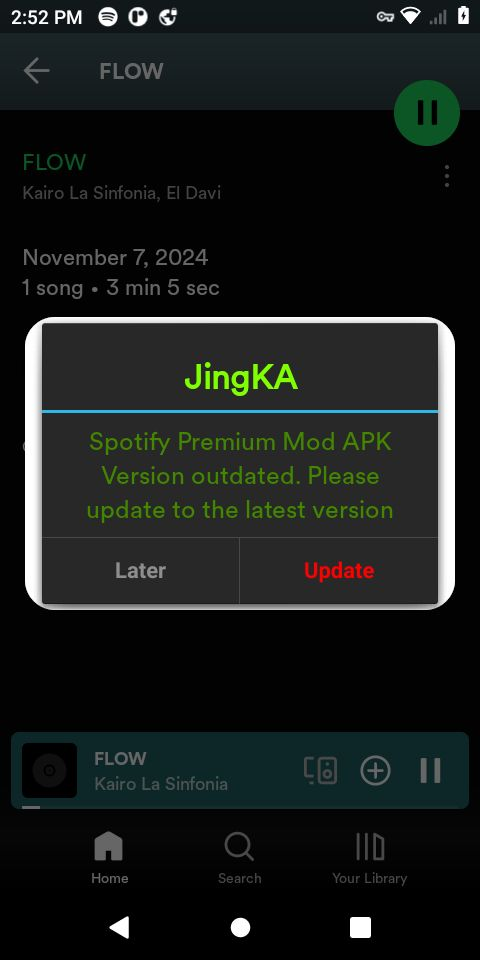 2:52 PM
FLOW
FLOW
Kairo La Sinfonia, El Davi
November 7, 2024
1 song • 3 min 5 sec
JingKA
Spotify Premium Mod APK
Version outdated. Please
update to the latest version
Later
Update
FLOW
Kairo La Sinfonia
Home
Search
Your Library